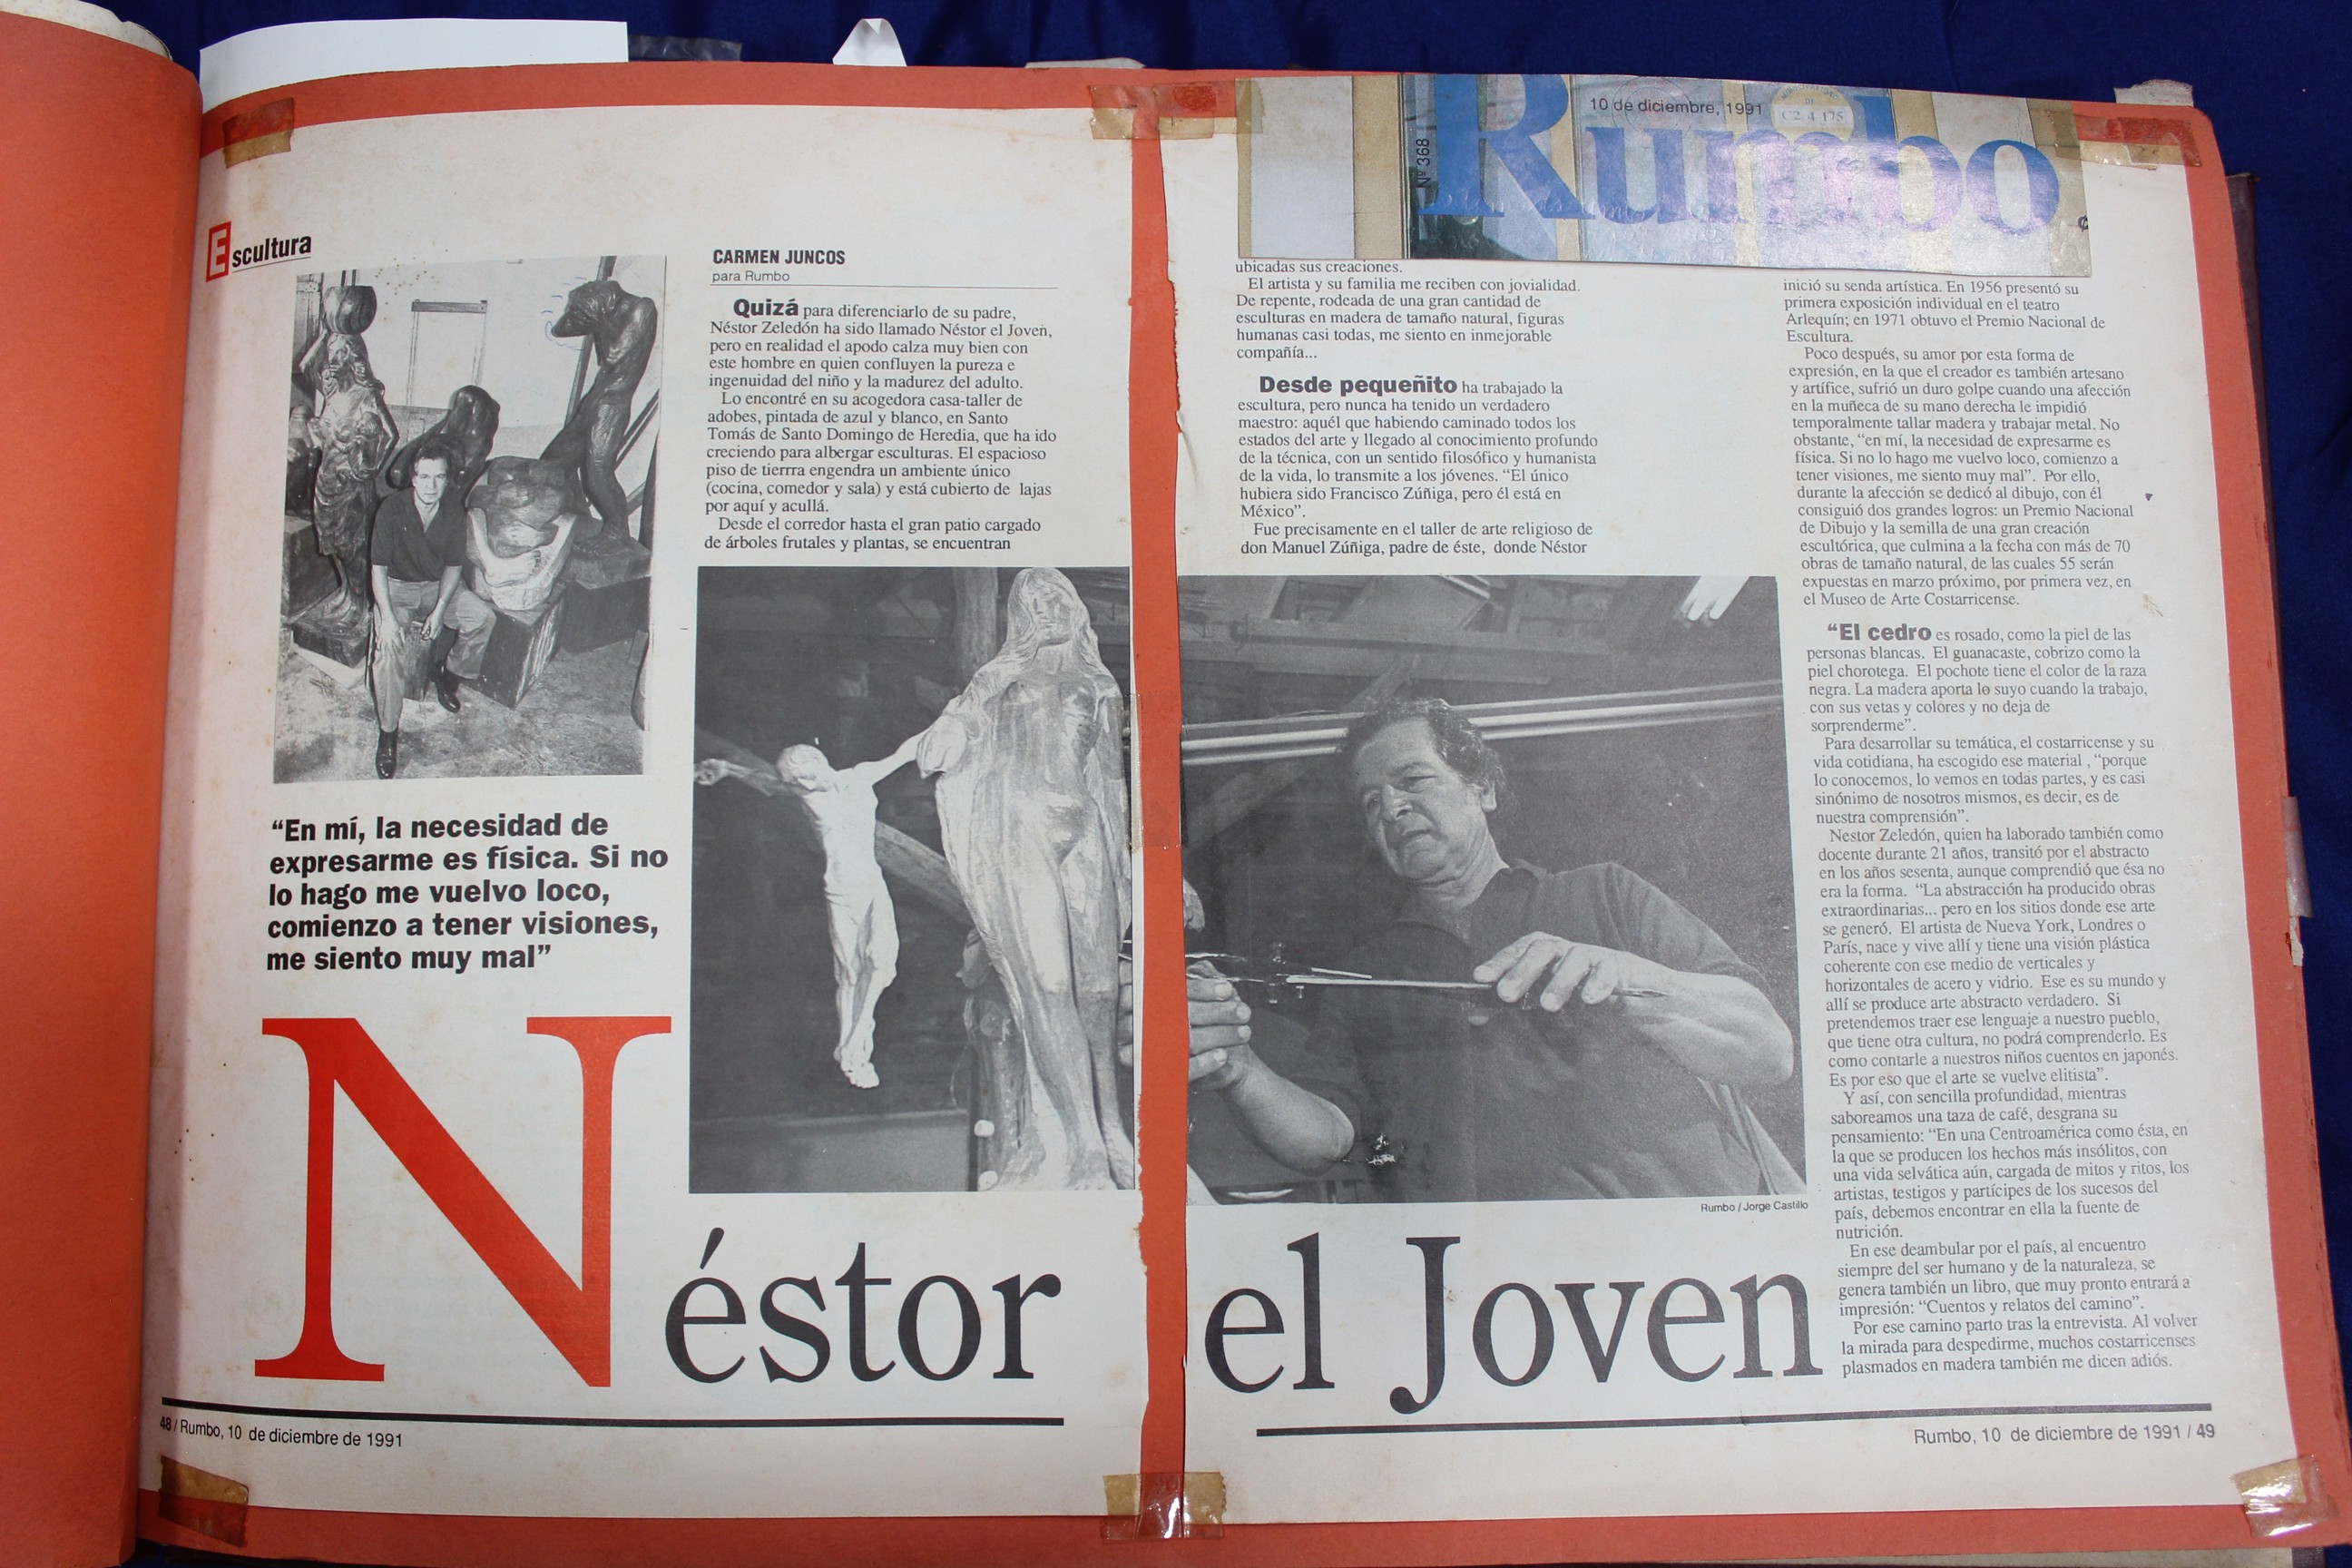 Escultura
CARMEN JUNCOS
para Rumbo
Quizá para diferenciarlo de su padre,
Néstor Zeledón ha sido llamado Néstor el Joven,
pero en realidad el apodo calza muy bien con
este hombre en quien confluyen la pureza e
ingenuidad del niño y la madurez del adulto.
Lo encontré en su acogedora casa-taller de
adobes, pintada de azul y blanco, en Santo
Tomás de Santo Domingo de Heredia, que ha ido
creciendo para albergar esculturas. El espacioso
piso de tierrra engendra un ambiente único
(cocina, comedor y sala) y está cubierto de lajas
por aquí y acullá.
Desde el corredor hasta el gran patio cargado
de árboles frutales y plantas, se encuentran
“En mí, la necesidad de
expresarme es física. Si no
lo hago me vuelvo loco,
comienzo a tener visiones,
me siento muy mal”
Néstor
48 / Rumbo, 10 de diciembre de 1991
10 de diciembre, 1991
C2 4 175
Nº 368
Rumbo
¢
ubicadas sus creaciones.
El artista y su familia me reciben con jovialidad.
De repente, rodeada de una gran cantidad de
esculturas en madera de tamaño natural, figuras
humanas casi todas, me siento en inmejorable
compañía...
Desde pequeñito ha trabajado la
escultura, pero nunca ha tenido un verdadero
maestro: aquél que habiendo caminado todos los
estados del arte y llegado al conocimiento profundo
de la técnica, con un sentido filosófico y humanista
de la vida, lo transmite a los jóvenes. “El único
hubiera sido Francisco Zúñiga, pero él está en
México”.
Fue precisamente en el taller de arte religioso de
don Manuel Zúñiga, padre de éste, donde Néstor
inició su senda artística. En 1956 presentó su
primera exposición individual en el teatro
Arlequín; en 1971 obtuvo el Premio Nacional de
Escultura.
Poco después, su amor por esta forma de
expresión, en la que el creador es también artesano
y artífice, sufrió un duro golpe cuando una afección
en la muñeca de su mano derecha le impidió
temporalmente tallar madera y trabajar metal. No
obstante, “en mí, la necesidad de expresarme es
física. Si no lo hago me vuelvo loco, comienzo a
tener visiones, me siento muy mal”. Por ello,
durante la afección se dedicó al dibujo, con él
consiguió dos grandes logros: un Premio Nacional
de Dibujo y la semilla de una gran creación
escultórica, que culmina a la fecha con más de 70
obras de tamaño natural, de las cuales 55 serán
expuestas en marzo próximo, por primera vez, en
el Museo de Arte Costarricense.
“El cedro es rosado, como la piel de las
personas blancas. El guanacaste, cobrizo como la
piel chorotega. El pochote tiene el color de la raza
negra. La madera aporta lo suyo cuando la trabajo,
con sus vetas y colores y no deja de
sorprenderme”.
Para desarrollar su temática, el costarricense y su
vida cotidiana, ha escogido ese material , “porque
lo conocemos, lo vemos en todas partes, y es casi
sinónimo de nosotros mismos, es decir, es de
nuestra comprensión”.
Nestor Zeledón, quien ha laborado también como
docente durante 21 años, transitó por el abstracto
en los años sesenta, aunque comprendió que ésa no
era la forma. “La abstracción ha producido obras
extraordinarias... pero en los sitios donde ese arte
se generó. El artista de Nueva York, Londres o
París, nace y vive allí y tiene una visión plástica
coherente con ese medio de verticales y
horizontales de acero y vidrio. Ese es su mundo y
allí se produce arte abstracto verdadero. Si
pretendemos traer ese lenguaje a nuestro pueblo,
que tiene otra cultura, no podrá comprenderlo. Es
como contarle a nuestros niños cuentos en japonés.
Es por eso que el arte se vuelve elitista”.
Y así, con sencilla profundidad, mientras
saboreamos una taza de café, desgrana su
pensamiento: “En una Centroamérica como ésta, en
la que se producen los hechos más insólitos, con
una vida selvática aún, cargada de mitos y ritos, los
artistas, testigos y partícipes de los sucesos del
país, debemos encontrar en ella la fuente de
nutrición.
En ese deambular por el país, al encuentro
siempre del ser humano y de la naturaleza, se
genera también un libro, que muy pronto entrará a
impresión: “Cuentos y relatos del camino”.
Por ese camino parto tras la entrevista. Al volver
la mirada para despedirme, muchos costarricenses
plasmados en madera también me dicen adiós.
Rumbo / Jorge Castillo
el Joven
Rumbo, 10 de diciembre de 1991 / 49